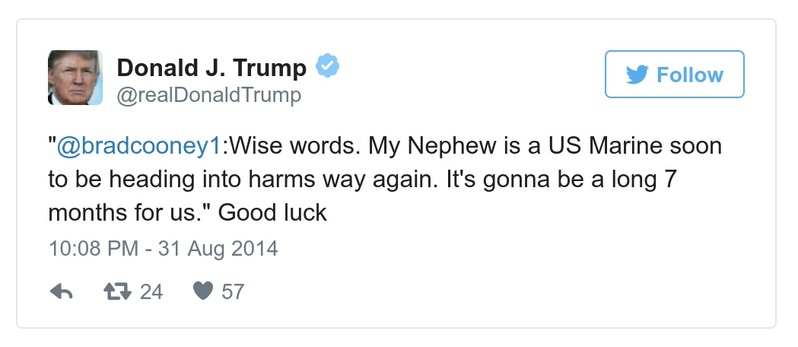 Donald J. Trump
@realDonaldTrump
Follow
"@bradcooney1:Wise words. My Nephew is a US Marine soon
to be heading into harms way again. It's gonna be a long 7
months for us." Good luck
10:08 PM - 31 Aug 2014
24 57